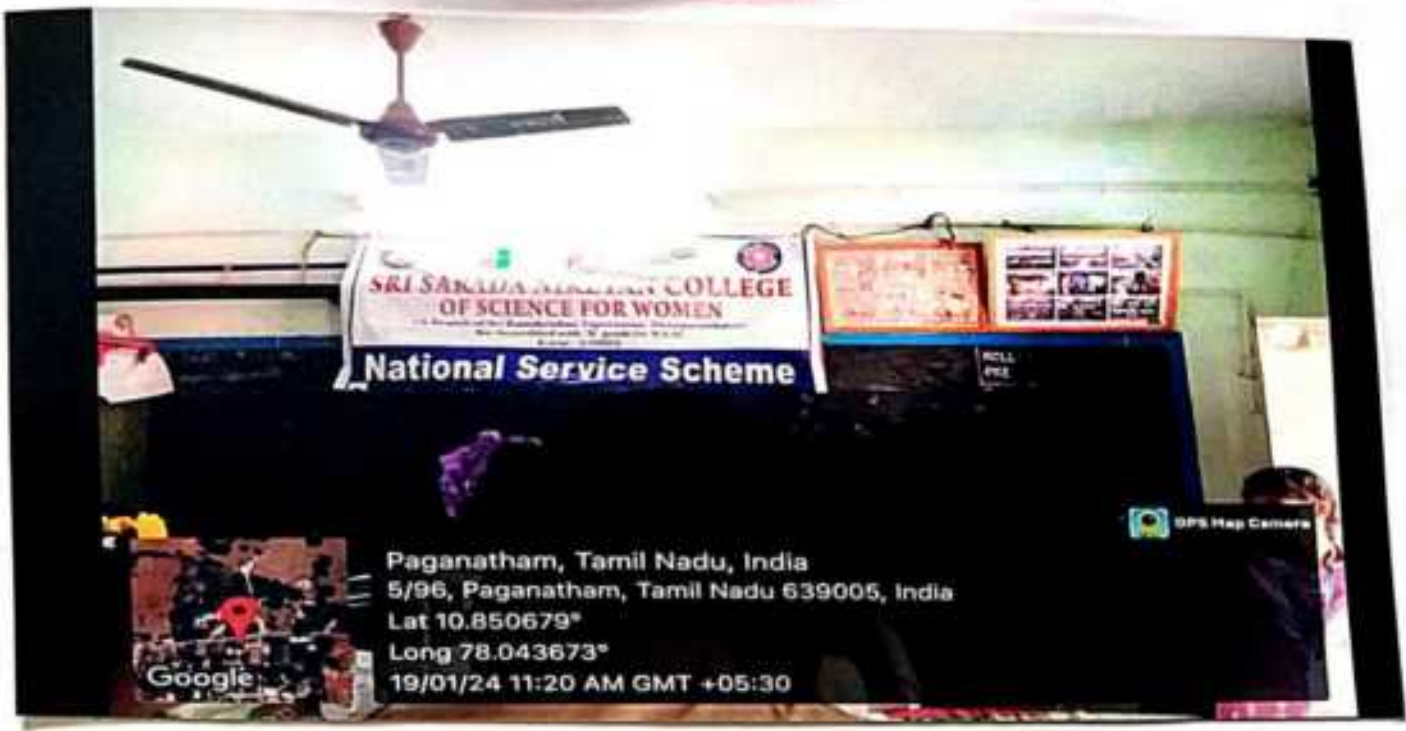 SRI SARADA NIKETAN COLLEGE
OF SCIENCE FOR WOMEN
National Service Scheme
ROLL
PRE
GPS Map Camera
Paganatham, Tamil Nadu, India
5/96, Paganatham, Tamil Nadu 639005, India
Lat 10.850679°
Long 78.043673°
19/01/24 11:20 AM GMT +05:30
Google